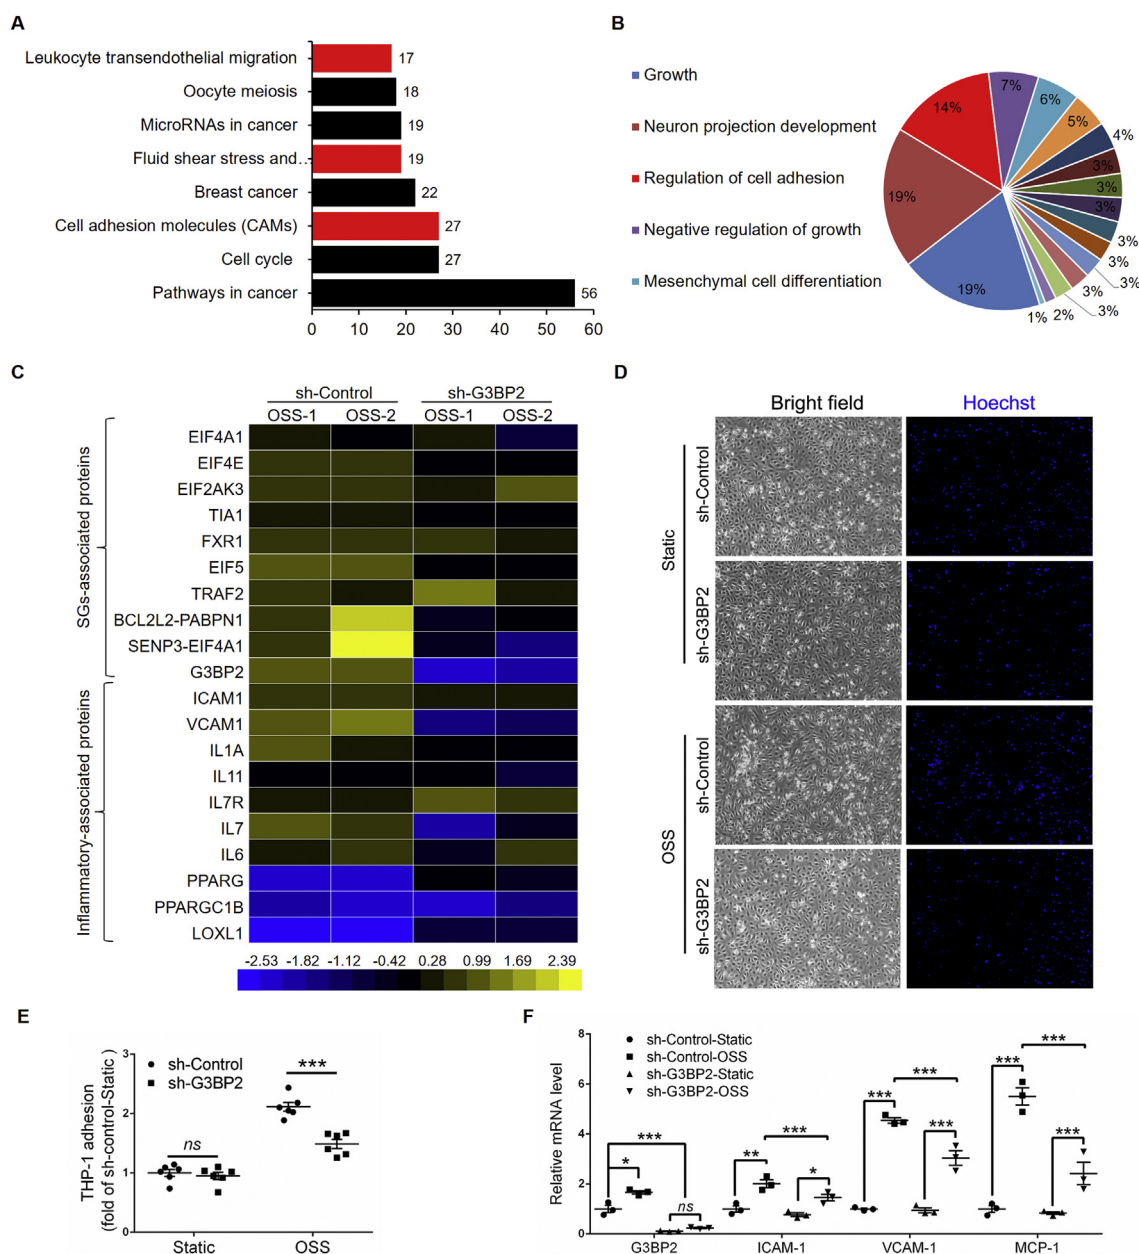 A
Leukocyte transendothelial migration 17
Oocyte meiosis 18
MicroRNAs in cancer 19
Fluid shear stress and... 19
Breast cancer 22
Cell adhesion molecules (CAMs) 27
Cell cycle 27
Pathways in cancer 56
0 10 20 30 40 50 60
B
Growth
Neuron projection development
Regulation of cell adhesion
Negative regulation of growth
Mesenchymal cell differentiation
7%
6%
5%
4%
3%
3%
3%
3%
3%
3%
3%
3%
2%
1%
19%
19%
14%
C
sh-Control sh-G3BP2
OSS-1 OSS-2 OSS-1 OSS-2
SGs-associated proteins
EIF4A1
EIF4E
EIF2AK3
TIA1
FXR1
EIF5
TRAF2
BCL2L2-PABPN1
SENP3-EIF4A1
G3BP2
Inflammatory-associated proteins
ICAM1
VCAM1
IL1A
IL11
IL7R
IL7
IL6
PPARG
PPARGC1B
LOXL1
-2.53 -1.82 -1.12 -0.42 0.28 0.99 1.69 2.39
D
Bright field Hoechst
Static
sh-Control
sh-G3BP2
OSS
sh-Control
sh-G3BP2
E
THP-1 adhesion
(fold of sh-control-Static )
3
2
1
0
sh-Control
sh-G3BP2
***
ns
Static OSS
F
Relative mRNA level
8
6
4
2
0
sh-Control-Static
sh-Control-OSS
sh-G3BP2-Static
sh-G3BP2-OSS
***
*
ns
***
**
*
***
***
***
***
***
***
G3BP2 ICAM-1 VCAM-1 MCP-1